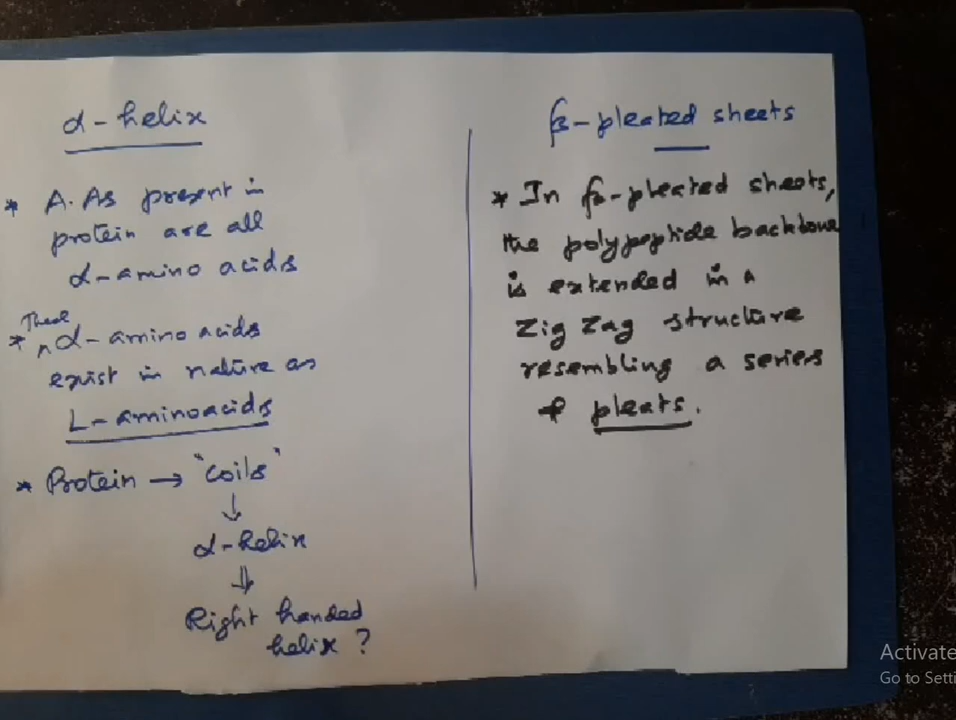 α-helix
* A.As present in
protein are all
α-amino acids
These
* ^α-amino acids
exist in nature as
L-aminoacids
* Protein → "coils"
↓
α-helix
⇓
Right handed
helix ?
β-pleated sheets
* In β-pleated sheets,
the polypeptide backbone
is extended in a
Zig Zag structure
resembling a series
of pleats.
Activate
Go to Setti